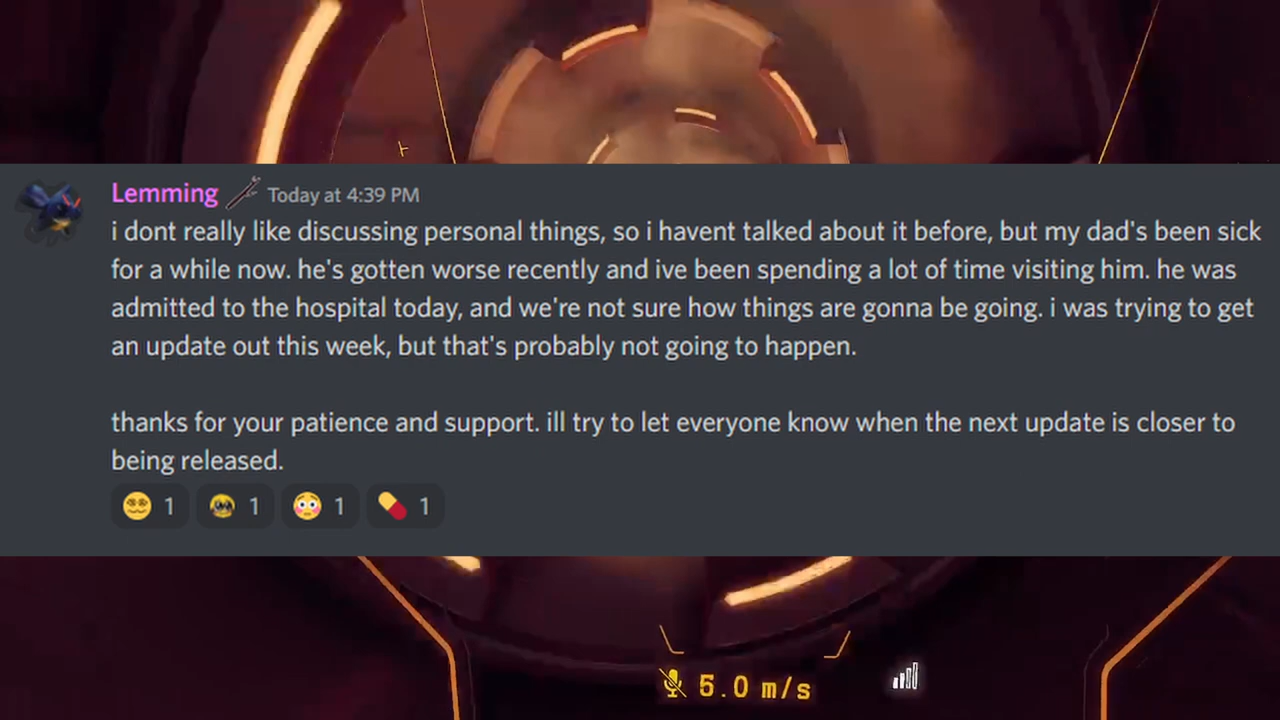 Lemming Today at 4:39 PM
i dont really like discussing personal things, so i havent talked about it before, but my dad's been sick
for a while now. he's gotten worse recently and ive been spending a lot of time visiting him. he was
admitted to the hospital today, and we're not sure how things are gonna be going. i was trying to get
an update out this week, but that's probably not going to happen.
thanks for your patience and support. ill try to let everyone know when the next update is closer to
being released.
1 1 1 1
5.0 m/s